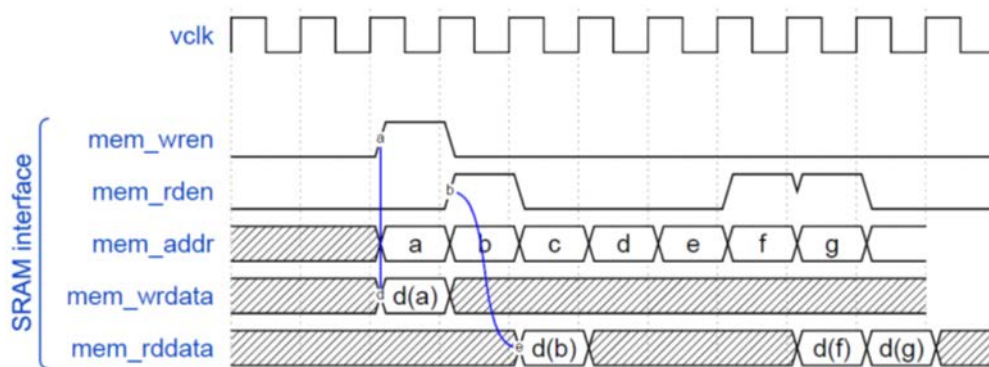 vclk
SRAM interface
mem_wren a
mem_rden b
mem_addr a b c d e f g
mem_wrdata d d(a)
mem_rddata e d(b) d(f) d(g)